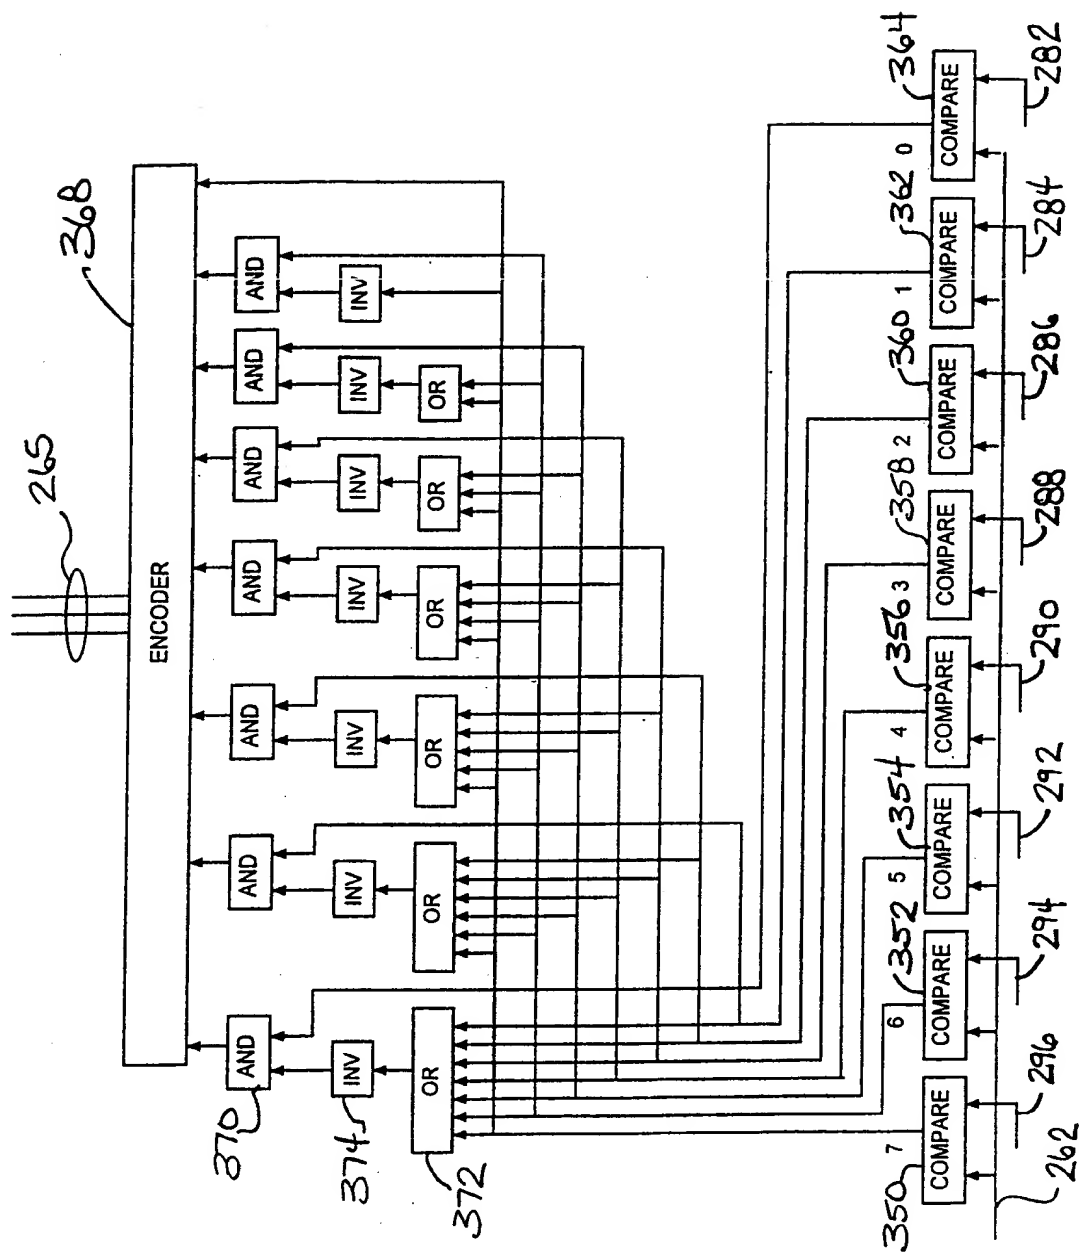 265
368
ENCODER
370
AND
AND
AND
AND
AND
AND
AND
374
INV
INV
INV
INV
INV
INV
INV
372
OR
OR
OR
OR
OR
OR
350
7
6
352
5
354
4
356
3
358
2
360
1
362
0
364
COMPARE
COMPARE
COMPARE
COMPARE
COMPARE
COMPARE
COMPARE
COMPARE
262
296
294
292
290
288
286
284
282